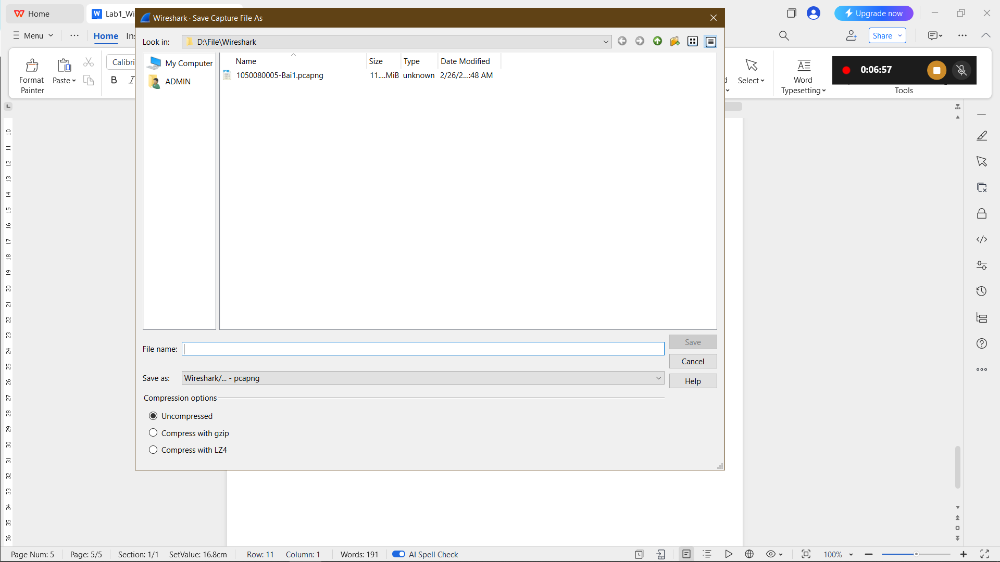 Home
Lab1_Wi
Wireshark · Save Capture File As
Upgrade now
Menu
Home
Ins
Share
Look in:
D:\File\Wireshark
Format
Painter
Paste
Calibri
B
I
My Computer
ADMIN
Name
Size
Type
Date Modified
1050080005-Bai1.pcapng
11....MiB
unknown
2/26/2...:48 AM
Select
Word
Typesetting
Tools
0:06:57
10
11
12
13
14
15
16
17
18
19
20
21
22
23
24
25
26
27
28
29
30
31
32
33
34
35
36
File name:
Save
Cancel
Save as:
Wireshark/... - pcapng
Help
Compression options
Uncompressed
Compress with gzip
Compress with LZ4
Page Num: 5
Page: 5/5
Section: 1/1
SetValue: 16.8cm
Row: 11
Column: 1
Words: 191
AI Spell Check
100%